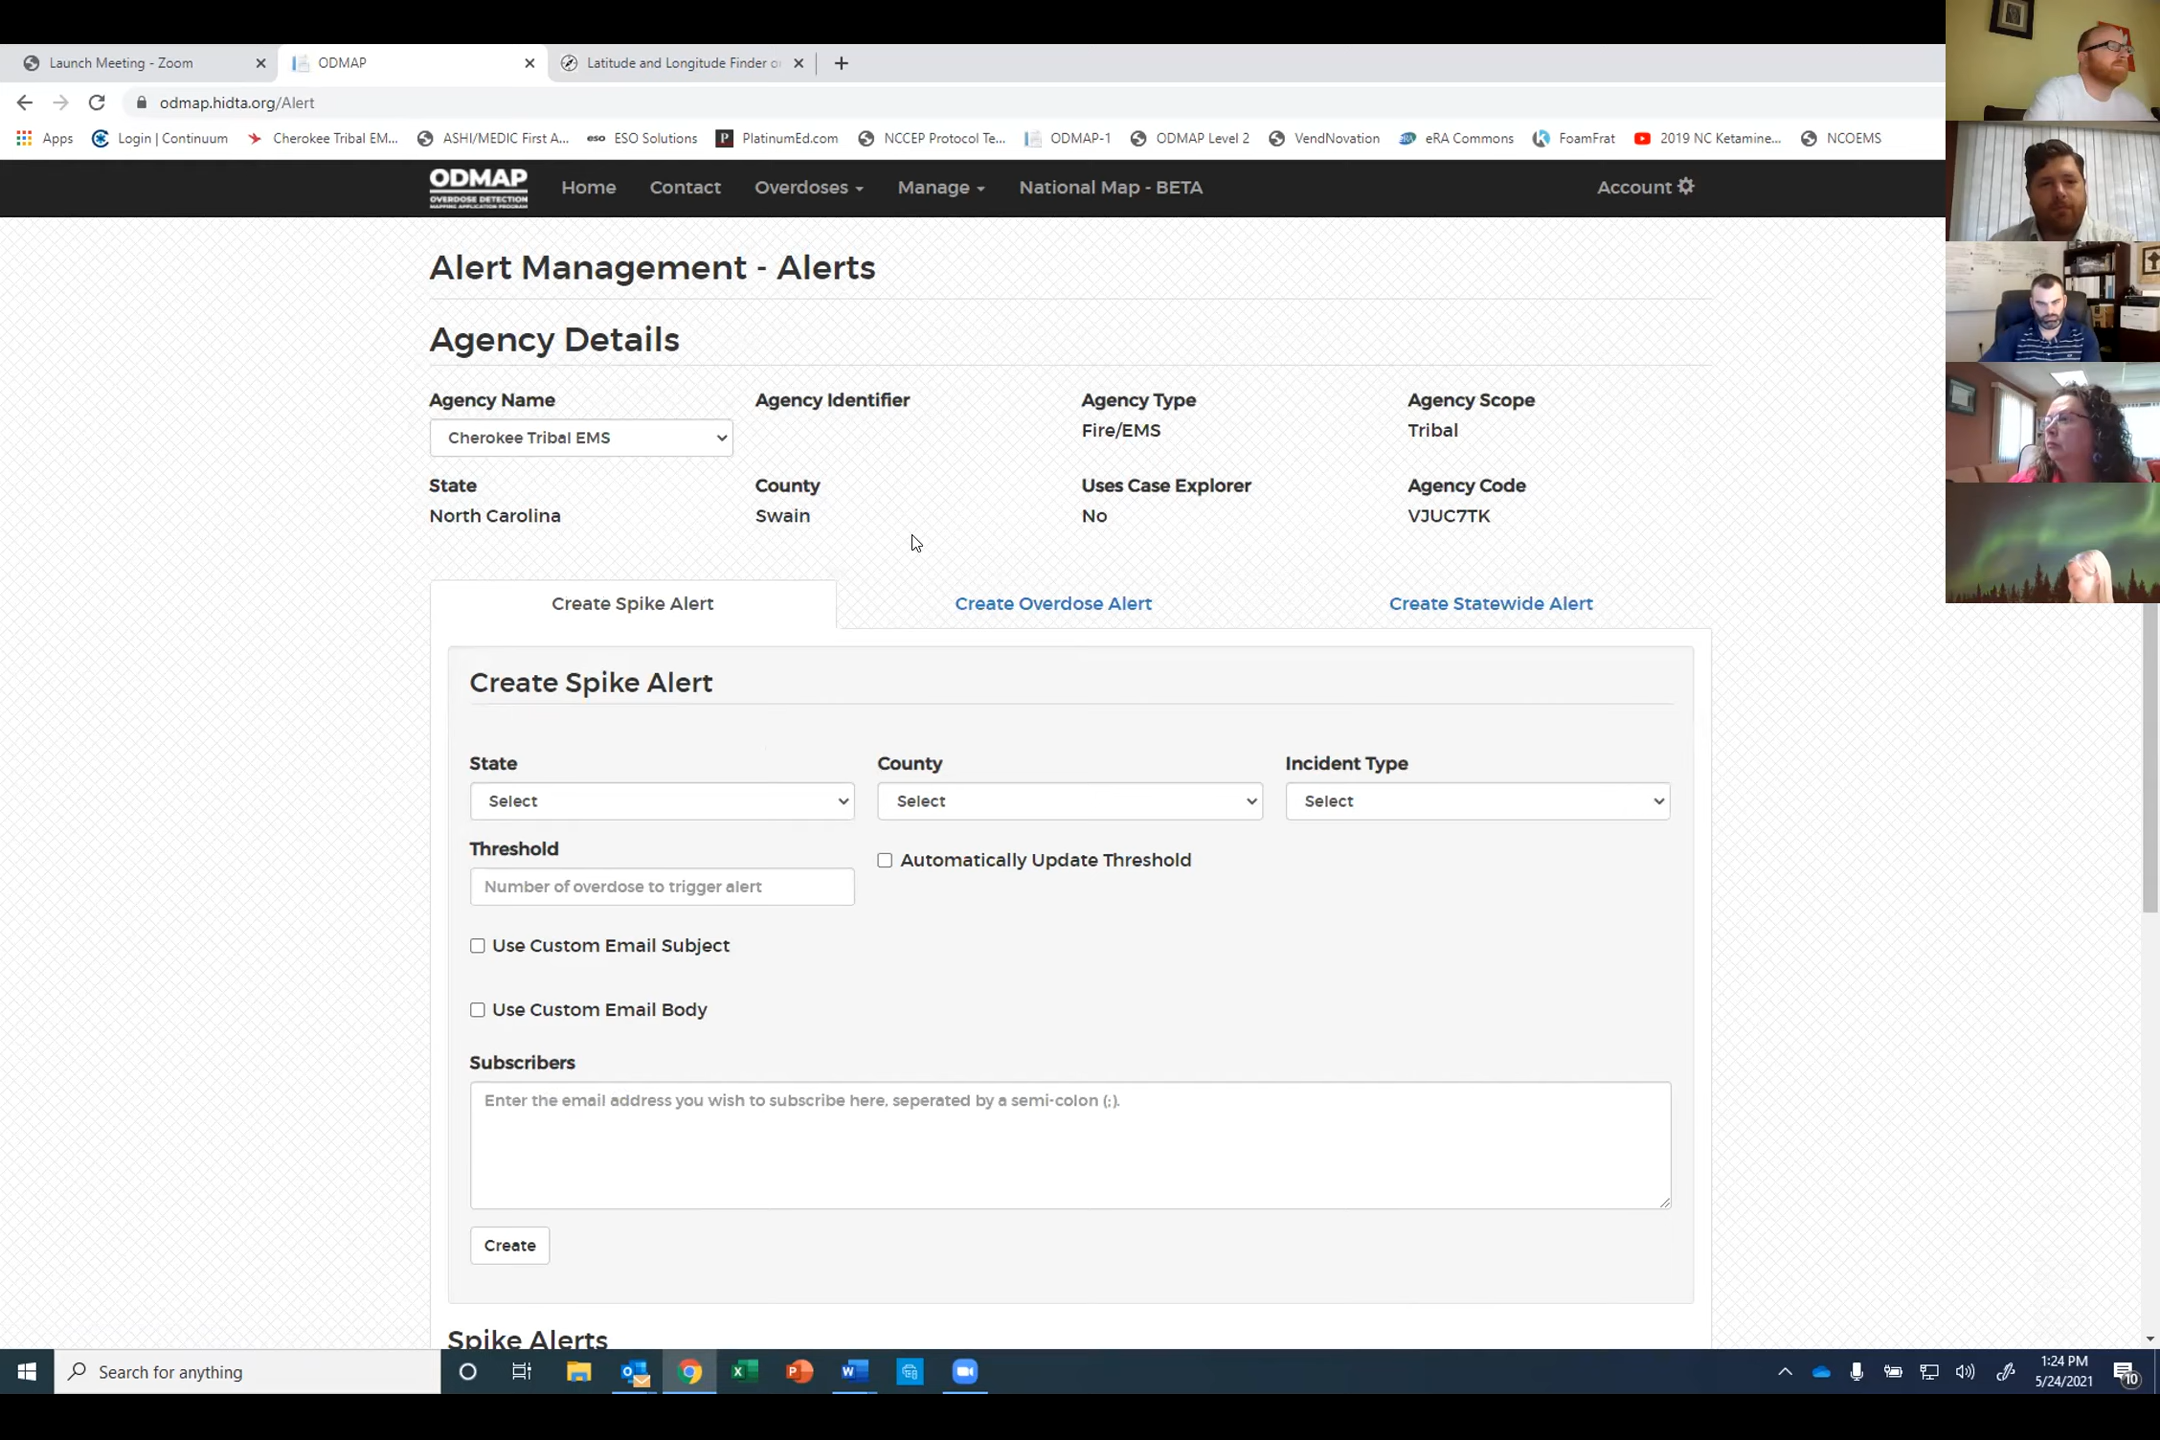 Launch Meeting - Zoom
ODMAP
Latitude and Longitude Finder o
odmap.hidta.org/Alert
Apps
Login | Continuum
Cherokee Tribal EM...
ASHI/MEDIC First A...
eso ESO Solutions
PlatinumEd.com
NCCEP Protocol Te...
ODMAP-1
ODMAP Level 2
VendNovation
eRA Commons
FoamFrat
2019 NC Ketamine...
NCOEMS
ODMAP
OVERDOSE DETECTION
MAPPING APPLICATION PROGRAM
Home
Contact
Overdoses
Manage
National Map - BETA
Account
Alert Management - Alerts
Agency Details
Agency Name
Agency Identifier
Agency Type
Agency Scope
Cherokee Tribal EMS
Fire/EMS
Tribal
State
County
Uses Case Explorer
Agency Code
North Carolina
Swain
No
VJUC7TK
Create Spike Alert
Create Overdose Alert
Create Statewide Alert
Create Spike Alert
State
County
Incident Type
Select
Select
Select
Threshold
Automatically Update Threshold
Number of overdose to trigger alert
Use Custom Email Subject
Use Custom Email Body
Subscribers
Enter the email address you wish to subscribe here, seperated by a semi-colon (;).
Create
Spike Alerts
Search for anything
1:24 PM
5/24/2021
10